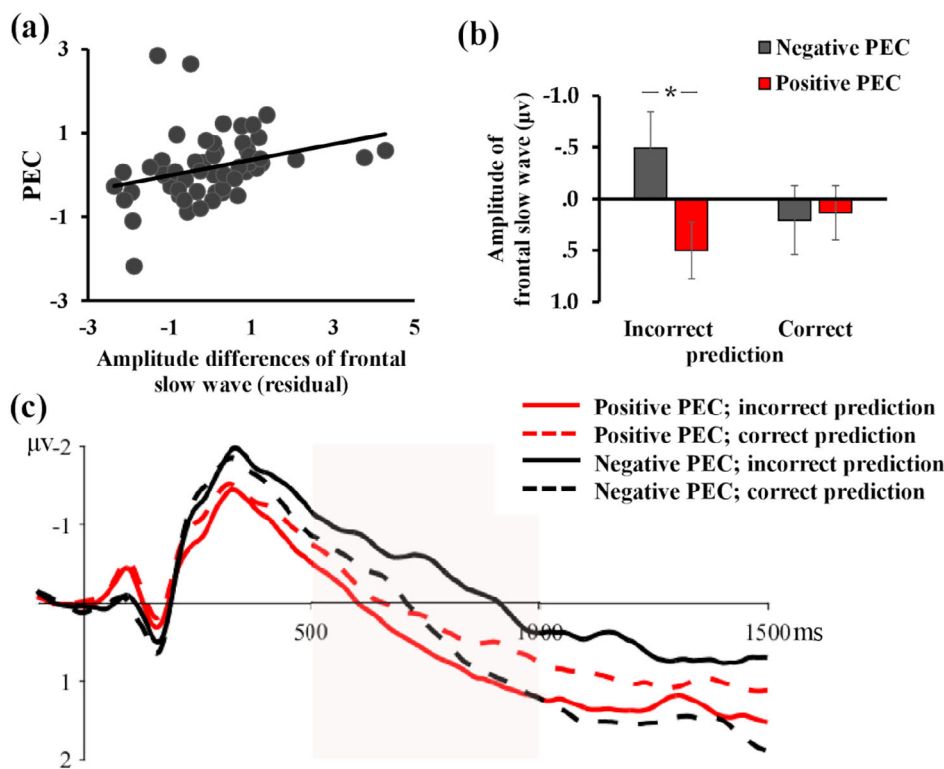 (a)
3
1
-1
-3
PEC
-3
-1
1
3
5
Amplitude differences of frontal
slow wave (residual)
(b)
Negative PEC
Positive PEC
Amplitude of
frontal slow wave (μv)
-1.0
-.5
.0
.5
1.0
*
Incorrect
Correct
prediction
(c)
Positive PEC; incorrect prediction
Positive PEC; correct prediction
Negative PEC; incorrect prediction
Negative PEC; correct prediction
μv
-2
-1
1
2
500
1000
1500 ms